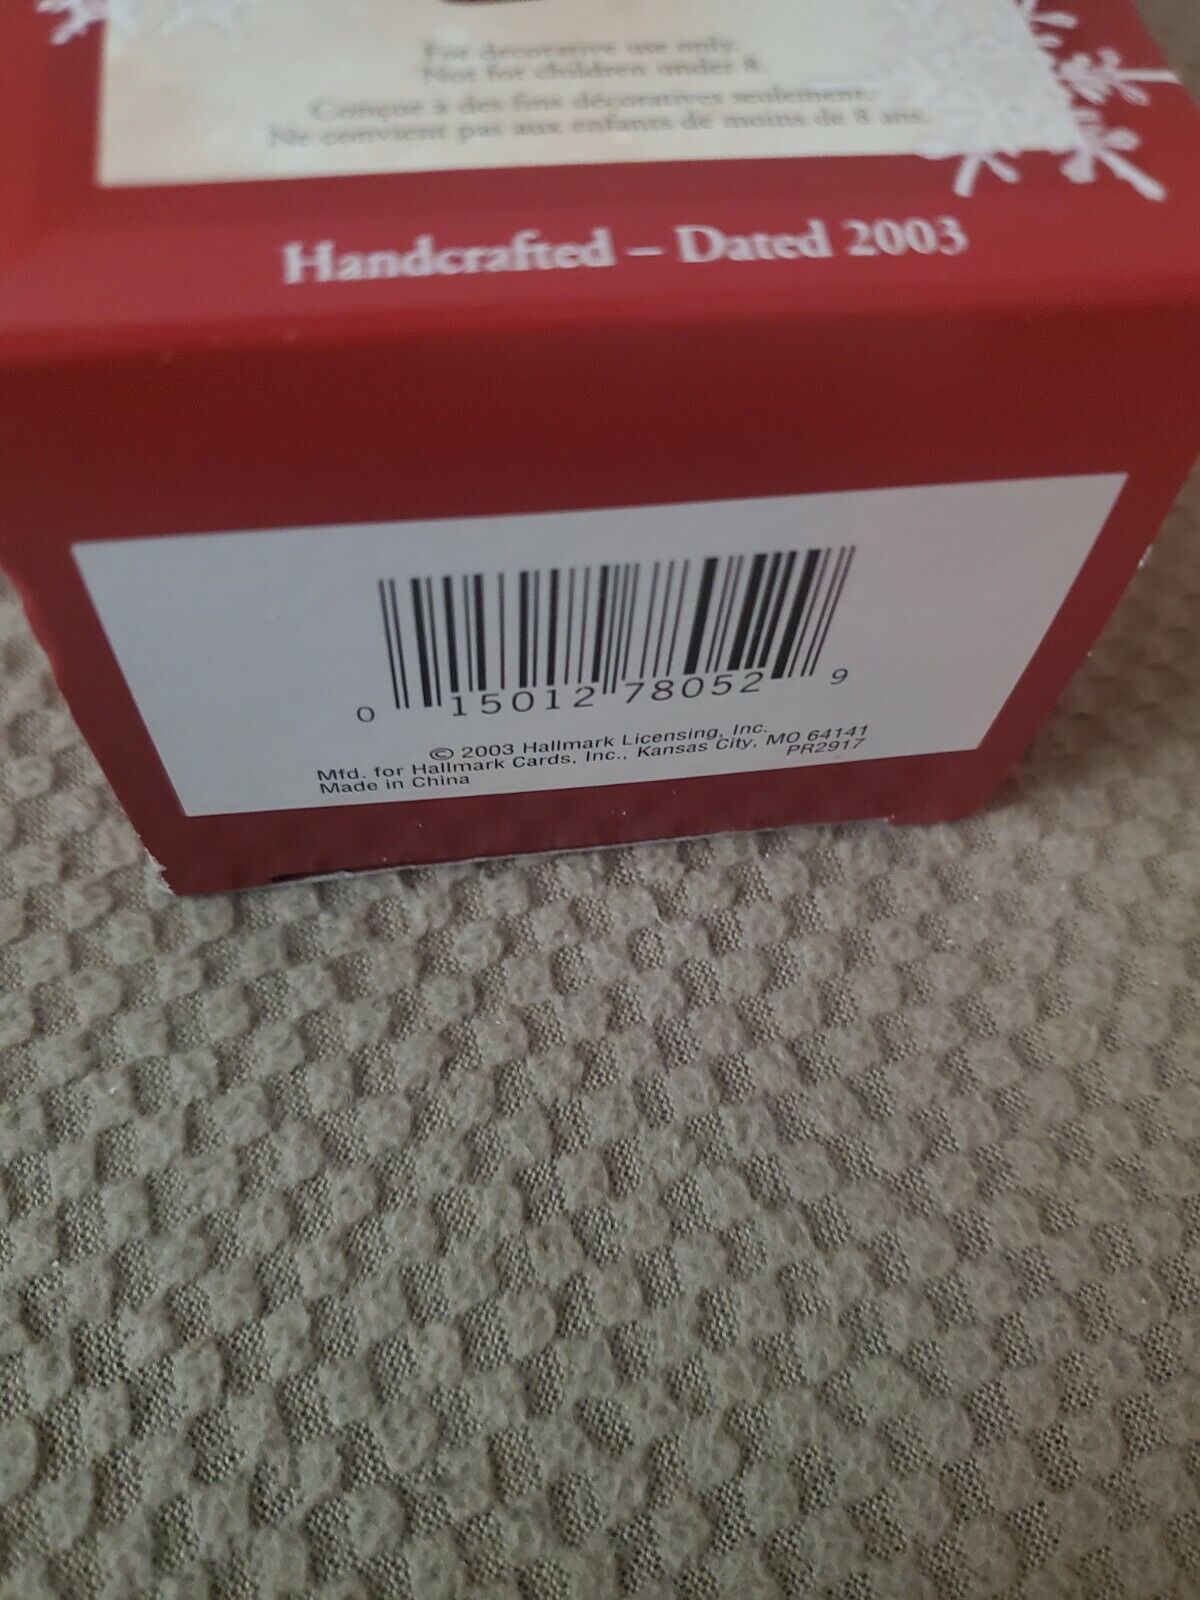 For decorative use only.
Not for children under 8.
Conçue à des fins décoratives seulement.
Ne convient pas aux enfants de moins de 8 ans.
Handcrafted – Dated 2003
0 15012 78052 9
© 2003 Hallmark Licensing, Inc.
Mfd. for Hallmark Cards, Inc., Kansas City, MO 64141
Made in China PR2917